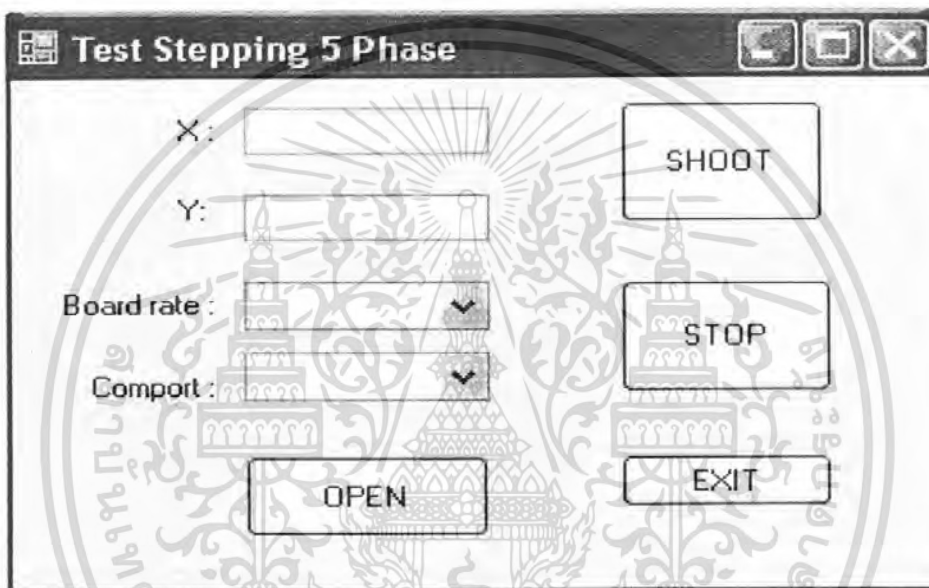 Test Stepping 5 Phase
X :
SHOOT
Y:
Board rate :
STOP
Comport :
OPEN
EXIT